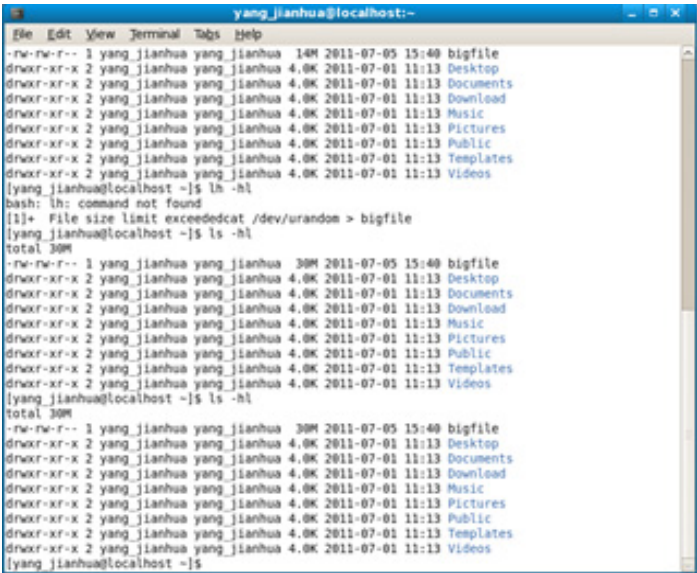 yang_jianhua@localhost:~
File Edit View Terminal Tabs Help
-rw-rw-r-- 1 yang_jianhua yang_jianhua 14M 2011-07-05 15:40 bigfile
drwxr-xr-x 2 yang_jianhua yang_jianhua 4.0K 2011-07-01 11:13 Desktop
drwxr-xr-x 2 yang_jianhua yang_jianhua 4.0K 2011-07-01 11:13 Documents
drwxr-xr-x 2 yang_jianhua yang_jianhua 4.0K 2011-07-01 11:13 Download
drwxr-xr-x 2 yang_jianhua yang_jianhua 4.0K 2011-07-01 11:13 Music
drwxr-xr-x 2 yang_jianhua yang_jianhua 4.0K 2011-07-01 11:13 Pictures
drwxr-xr-x 2 yang_jianhua yang_jianhua 4.0K 2011-07-01 11:13 Public
drwxr-xr-x 2 yang_jianhua yang_jianhua 4.0K 2011-07-01 11:13 Templates
drwxr-xr-x 2 yang_jianhua yang_jianhua 4.0K 2011-07-01 11:13 Videos
[yang_jianhua@localhost ~]$ lh -hl
bash: lh: command not found
[1]+ File size limit exceededcat /dev/urandom > bigfile
[yang_jianhua@localhost ~]$ ls -hl
total 30M
-rw-rw-r-- 1 yang_jianhua yang_jianhua 30M 2011-07-05 15:40 bigfile
drwxr-xr-x 2 yang_jianhua yang_jianhua 4.0K 2011-07-01 11:13 Desktop
drwxr-xr-x 2 yang_jianhua yang_jianhua 4.0K 2011-07-01 11:13 Documents
drwxr-xr-x 2 yang_jianhua yang_jianhua 4.0K 2011-07-01 11:13 Download
drwxr-xr-x 2 yang_jianhua yang_jianhua 4.0K 2011-07-01 11:13 Music
drwxr-xr-x 2 yang_jianhua yang_jianhua 4.0K 2011-07-01 11:13 Pictures
drwxr-xr-x 2 yang_jianhua yang_jianhua 4.0K 2011-07-01 11:13 Public
drwxr-xr-x 2 yang_jianhua yang_jianhua 4.0K 2011-07-01 11:13 Templates
drwxr-xr-x 2 yang_jianhua yang_jianhua 4.0K 2011-07-01 11:13 Videos
[yang_jianhua@localhost ~]$ ls -hl
total 30M
-rw-rw-r-- 1 yang_jianhua yang_jianhua 30M 2011-07-05 15:40 bigfile
drwxr-xr-x 2 yang_jianhua yang_jianhua 4.0K 2011-07-01 11:13 Desktop
drwxr-xr-x 2 yang_jianhua yang_jianhua 4.0K 2011-07-01 11:13 Documents
drwxr-xr-x 2 yang_jianhua yang_jianhua 4.0K 2011-07-01 11:13 Download
drwxr-xr-x 2 yang_jianhua yang_jianhua 4.0K 2011-07-01 11:13 Music
drwxr-xr-x 2 yang_jianhua yang_jianhua 4.0K 2011-07-01 11:13 Pictures
drwxr-xr-x 2 yang_jianhua yang_jianhua 4.0K 2011-07-01 11:13 Public
drwxr-xr-x 2 yang_jianhua yang_jianhua 4.0K 2011-07-01 11:13 Templates
drwxr-xr-x 2 yang_jianhua yang_jianhua 4.0K 2011-07-01 11:13 Videos
[yang_jianhua@localhost ~]$